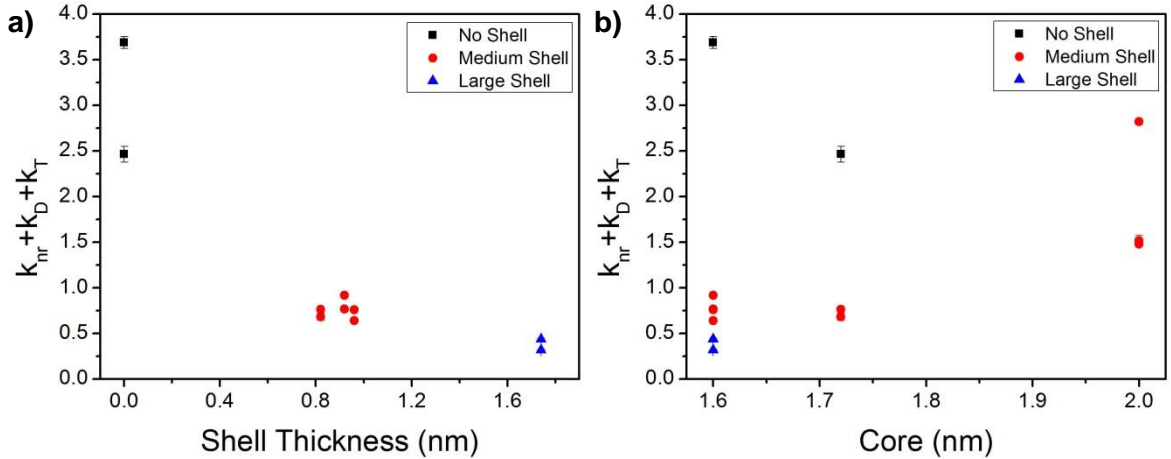 a)
4.0
3.5
3.0
2.5
2.0
1.5
1.0
0.5
0.0
k_nr+k_D+k_T
No Shell
Medium Shell
Large Shell
0.0 0.4 0.8 1.2 1.6
Shell Thickness (nm)
b)
4.0
3.5
3.0
2.5
2.0
1.5
1.0
0.5
0.0
k_nr+k_D+k_T
No Shell
Medium Shell
Large Shell
1.6 1.7 1.8 1.9 2.0
Core (nm)